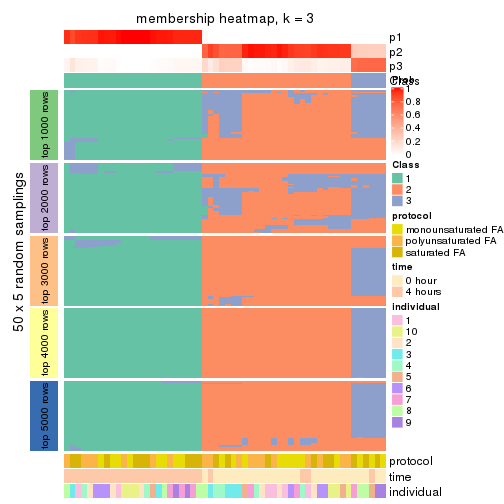 membership heatmap, k = 3
p1
p2
p3
Class
Prob
1
0.8
0.6
0.4
0.2
0
Class
1
2
3
protocol
monounsaturated FA
polyunsaturated FA
saturated FA
time
0 hour
4 hours
individual
1
10
2
3
4
5
6
7
8
9
50 x 5 random samplings
top 1000 rows
top 2000 rows
top 3000 rows
top 4000 rows
top 5000 rows
protocol
time
individual